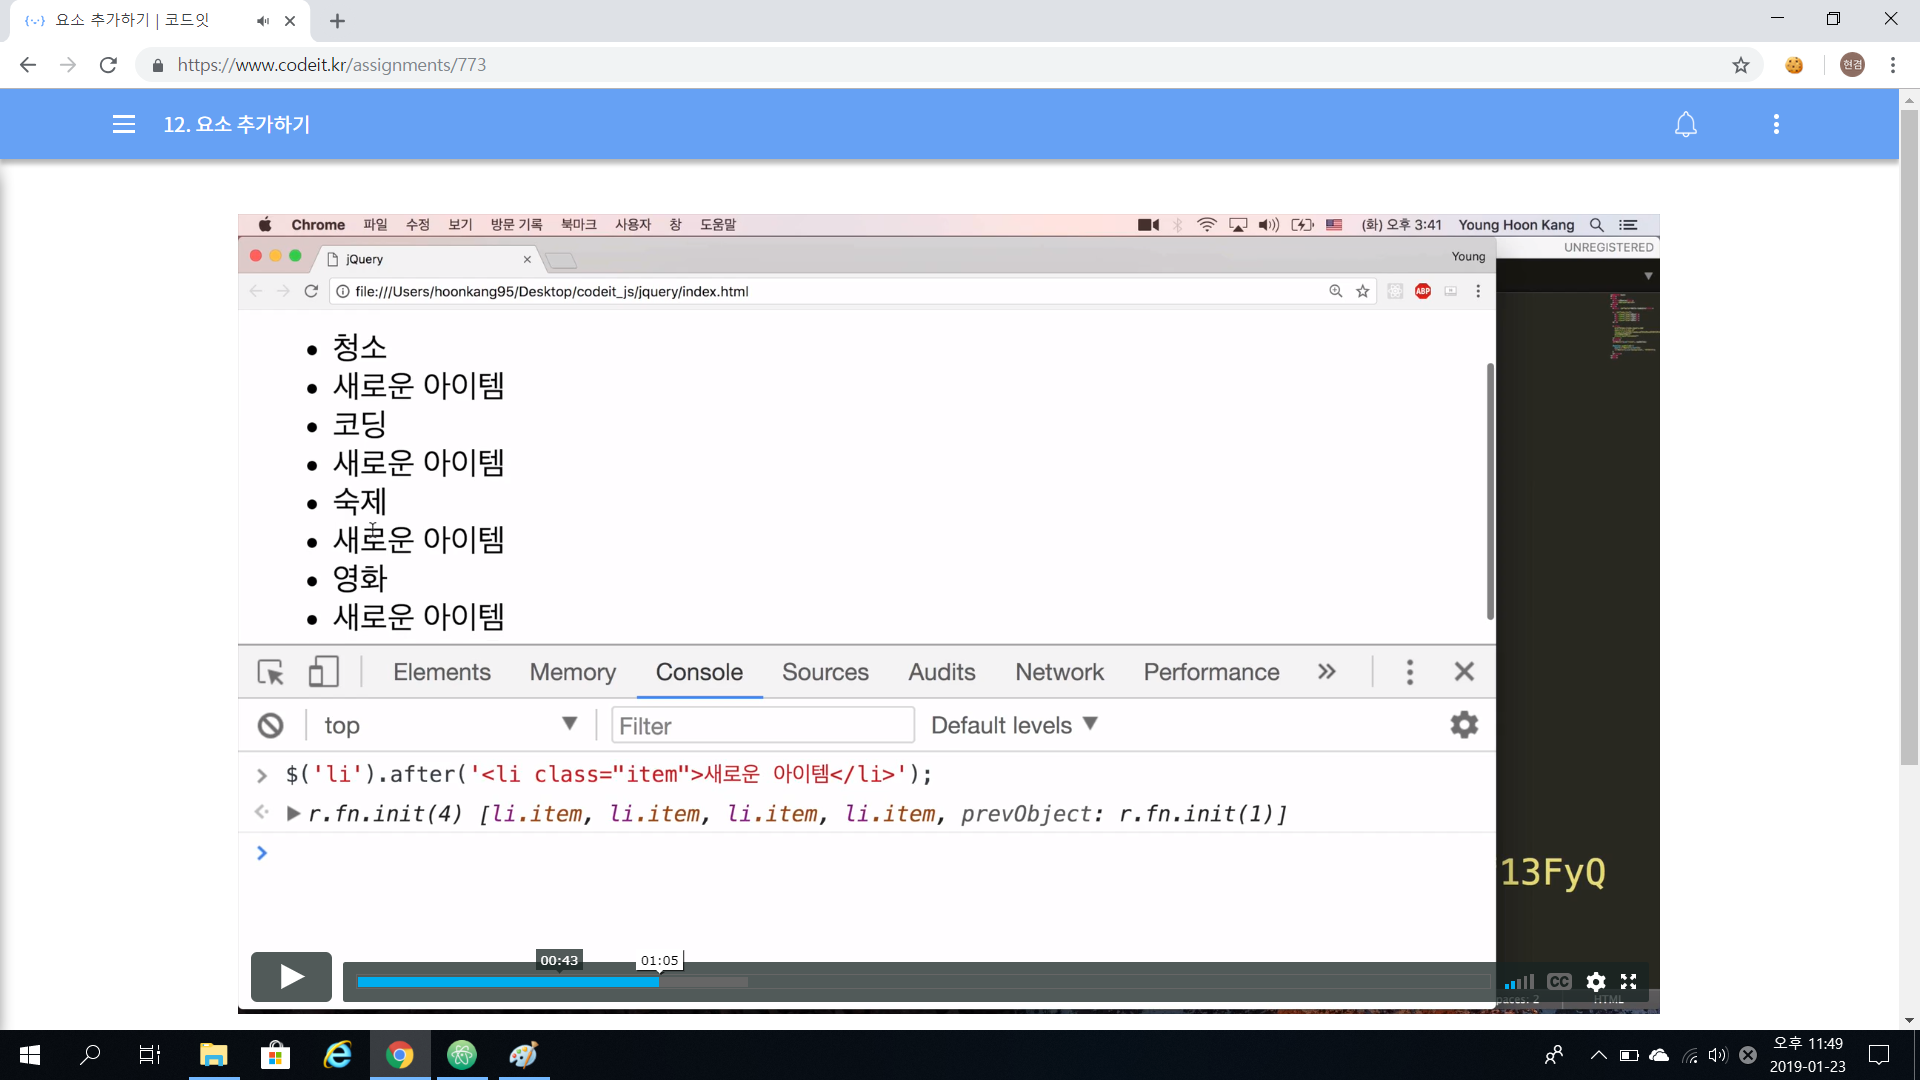 요소 추가하기 | 코드잇
https://www.codeit.kr/assignments/773
현경
12. 요소 추가하기
Chrome 파일 수정 보기 방문 기록 북마크 사용자 창 도움말 (화) 오후 3:41 Young Hoon Kang
UNREGISTERED
jQuery
Young
file:///Users/hoonkang95/Desktop/codeit_js/jquery/index.html
ABP
청소
새로운 아이템
코딩
새로운 아이템
숙제
새로운 아이템
영화
새로운 아이템
Elements Memory Console Sources Audits Network Performance
top Filter Default levels
$('li').after('<li class="item">새로운 아이템</li>');
r.fn.init(4) [li.item, li.item, li.item, li.item, prevObject: r.fn.init(1)]
13FyQ
00:43 01:05
CC
paces: 2 HTML
오후 11:49
2019-01-23